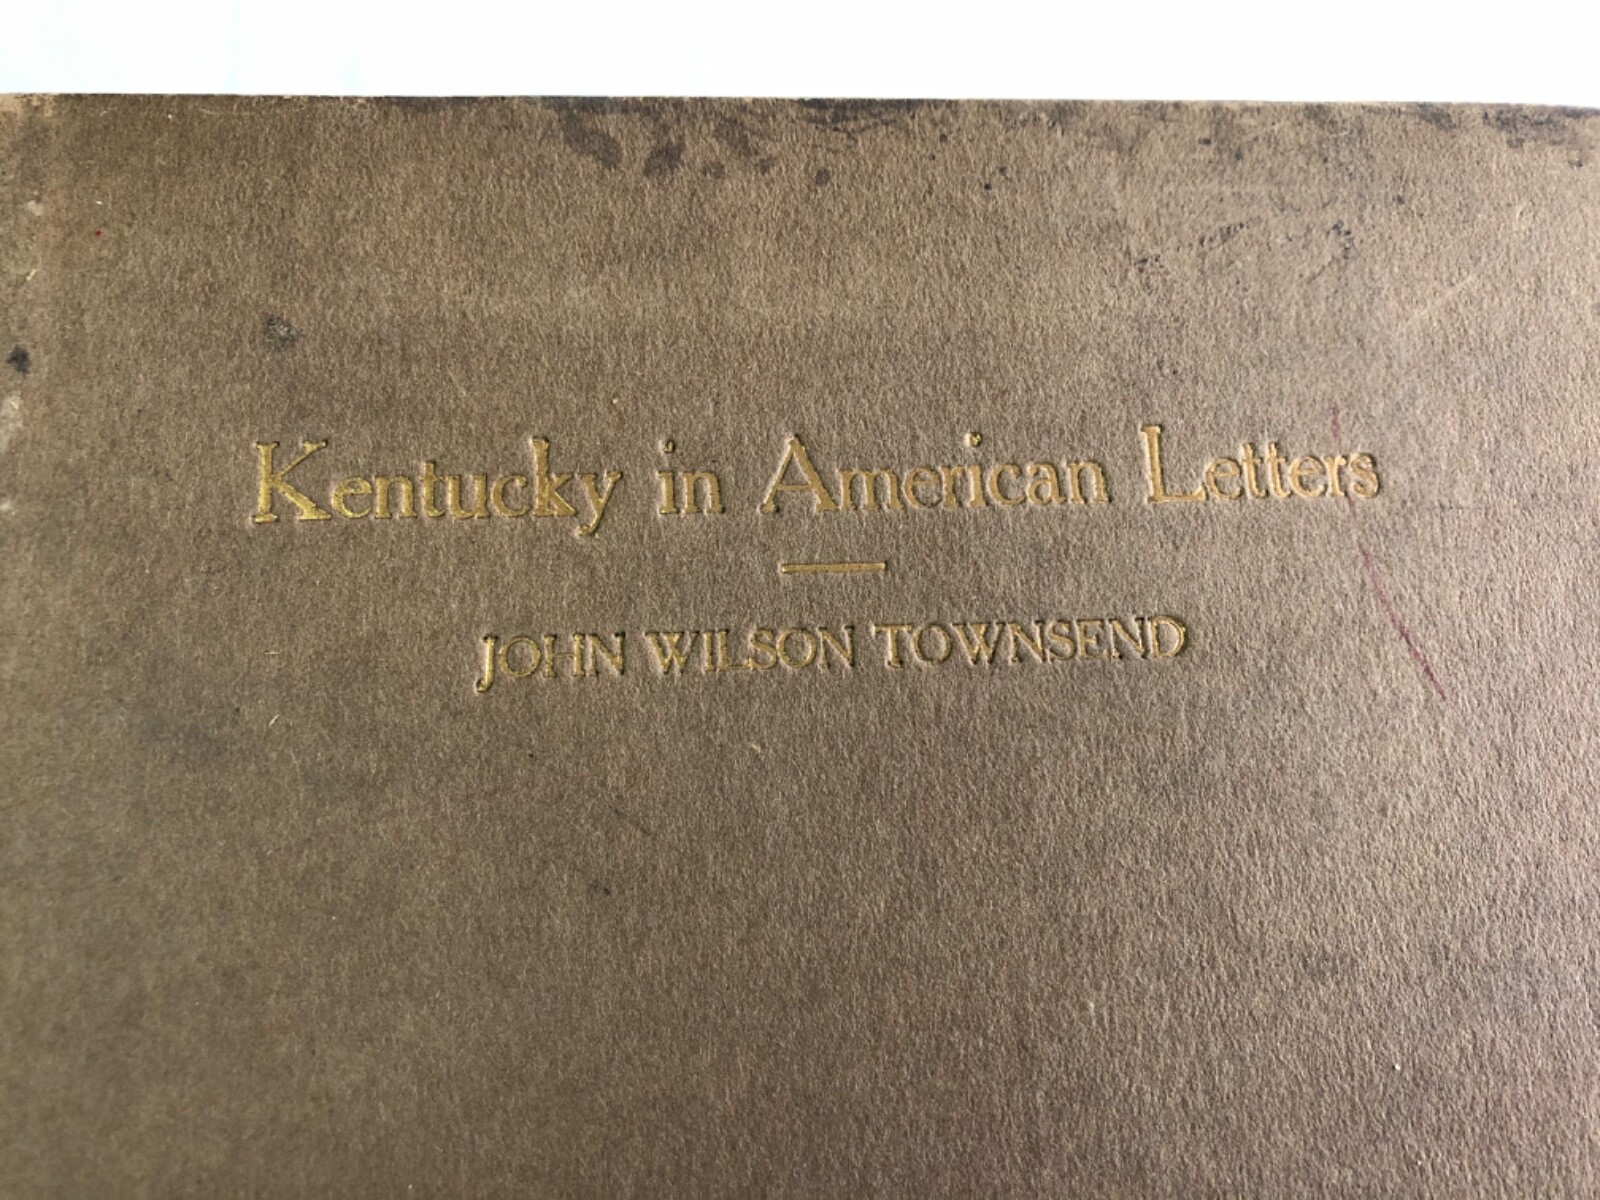 Kentucky in American Letters
JOHN WILSON TOWNSEND